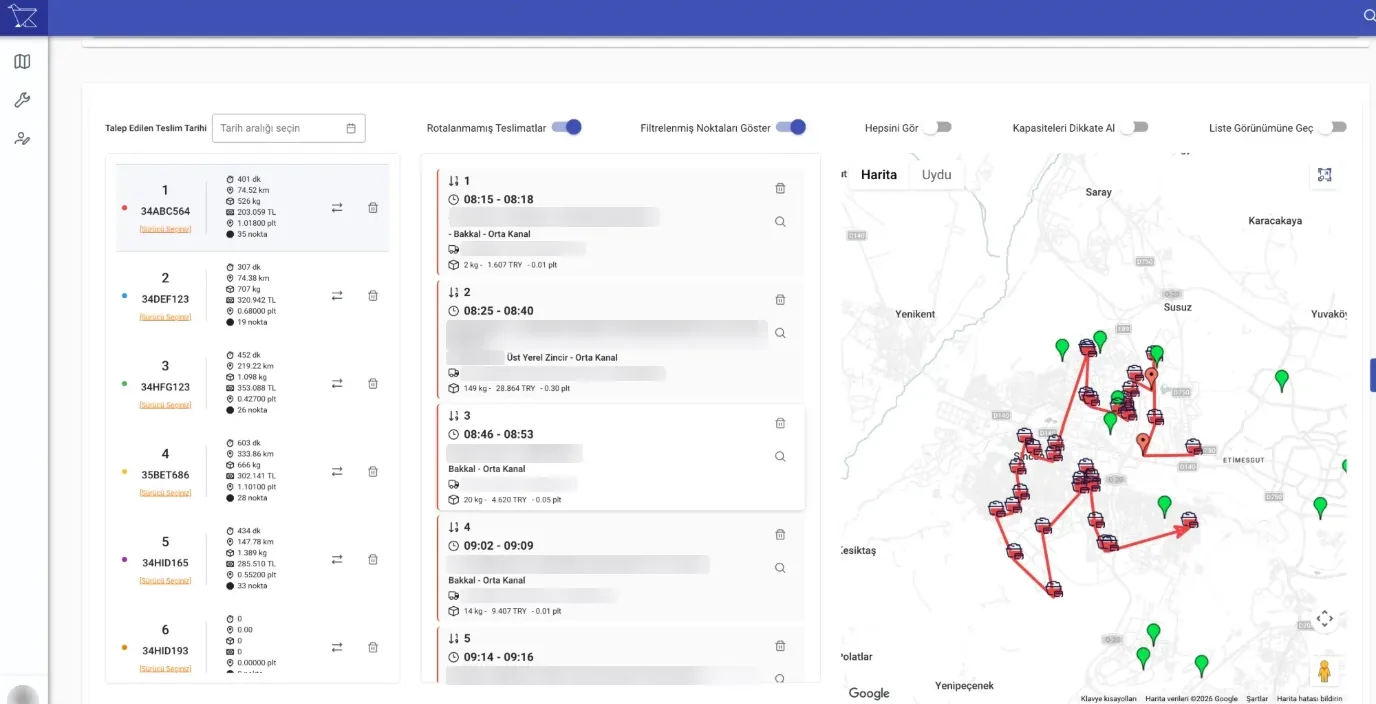 Talep Edilen Teslim Tarihi
Tarih aralığı seçin
Rotalanmamış Teslimatlar
Filtrelenmiş Noktaları Göster
Hepsini Gör
Kapasiteleri Dikkate Al
Liste Görünümüne Geç
1
34ABC564
[Sürücü Seçiniz]
401 dk
74.52 km
526 kg
203.059 TL
1.01800 plt
35 nokta
2
34DEF123
[Sürücü Seçiniz]
307 dk
74.38 km
707 kg
320.942 TL
0.68000 plt
19 nokta
3
34HFG123
[Sürücü Seçiniz]
452 dk
219.22 km
1.098 kg
353.088 TL
0.42700 plt
26 nokta
4
35BET686
[Sürücü Seçiniz]
603 dk
333.86 km
666 kg
302.141 TL
1.10100 plt
28 nokta
5
34HID165
[Sürücü Seçiniz]
434 dk
147.78 km
1.389 kg
285.510 TL
0.55200 plt
33 nokta
6
34HID193
[Sürücü Seçiniz]
0
0.00
0
0
0.00000 plt
1
08:15 - 08:18
- Bakkal - Orta Kanal
2 kg - 1.607 TRY - 0.01 plt
2
08:25 - 08:40
Üst Yerel Zincir - Orta Kanal
149 kg - 28.864 TRY - 0.30 plt
3
08:46 - 08:53
Bakkal - Orta Kanal
20 kg - 4.620 TRY - 0.05 plt
4
09:02 - 09:09
Bakkal - Orta Kanal
14 kg - 9.407 TRY - 0.01 plt
5
09:14 - 09:16
Harita
Uydu
Saray
Karacakaya
D140
D750
Yenikent
Susuz
Yuvaköy
D750
D140
ETİMESGUT
D140
D750
Polatlar
Yenipeçenek
Google
Klavye kısayolları
Harita verileri ©2026 Google
Şartlar
Harita hatası bildirin